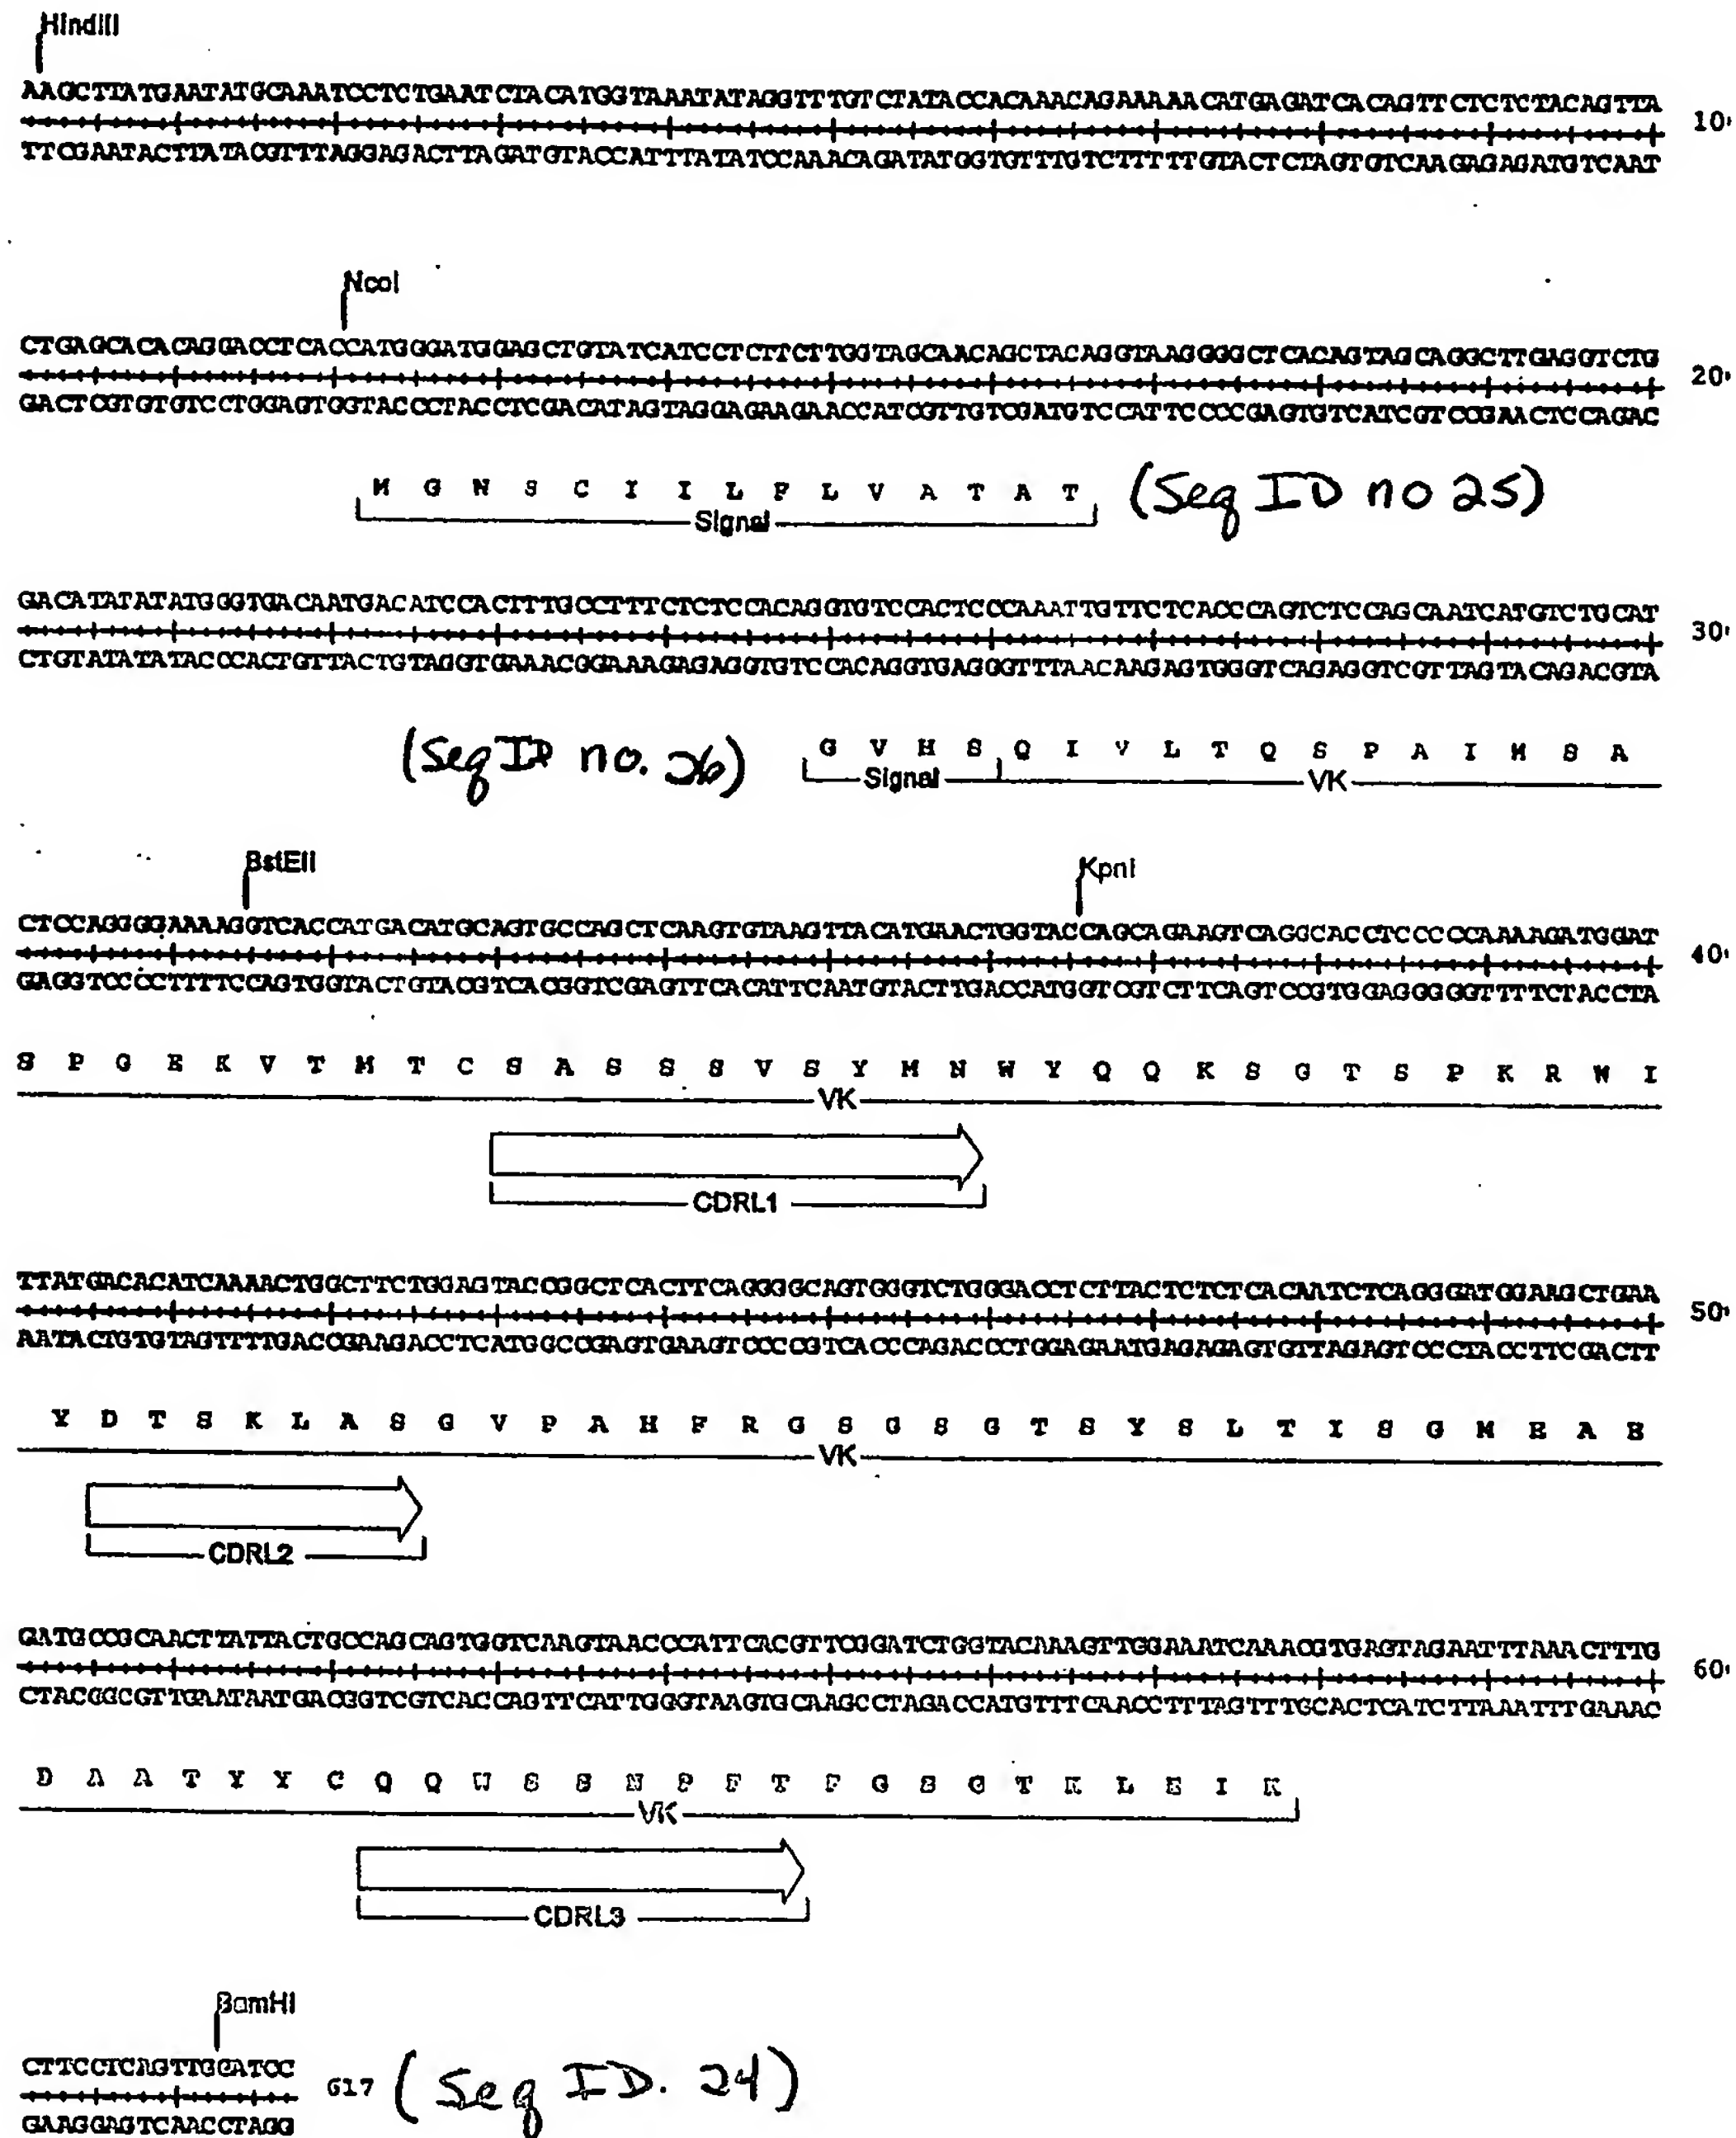 HindIII
AAGCTTATGAATATGCAAATCCTCTGAATCTACATGGTAAATATAGGTTTGTCTATACCACAAACAGAAAAACATGAGATCACAGTTCTCTCTACAGTTA
10
TTCGAATACTTATACGTTTAGGAGACTTAGATGTACCATTTATATCCAAACAGATATGGTGTTTGTCTTTTTGTACTCTAGTGTCAAGAGAGATGTCAAT
NcoI
CTGAGCACACAGGACCTCACCATGGGATGGAGCTGTATCATCCTCTTCTTGGTAGCAACAGCTACAGGTAAGGGGCTCACAGTAGCAGGCTTGAGGTCTG
20
GACTCGTGTGTCCTGGAGTGGTACCCTACCTCGACATAGTAGGAGAAGAACCATCGTTGTCGATGTCCATTCCCCGAGTGTCATCGTCCGAACTCCAGAC
M G W S C I I L F L V A T A T (Seq ID no 25)
Signal
GACATATATATGGGTGACAATGACATCCACTTTGCCTTTCTCTCCACAGGTGTCCACTCCCAAATTGTTCTCACCCAGTCTCCAGCAATCATGTCTGCAT
30
CTGTATATATACCCACTGTTACTGTAGGTGAAACGGAAAGAGAGGTGTCCACAGGTGAGGGTTTAACAAGAGTGGGTCAGAGGTCGTTAGTACAGACGTA
(Seq ID no. 26) G V H S Q I V L T Q S P A I M S A
Signal VK
BstEII KpnI
CTCCAGGGGAAAAGGTCACCATGACATGCAGTGCCAGCTCAAGTGTAAGTTACATGAACTGGTACCAGCAGAAGTCAGGCACCTCCCCCAAAAGATGGAT
40
GAGGTCCCCTTTTCCAGTGGTACTGTACGTCACGGTCGAGTTCACATTCAATGTACTTGACCATGGTCGTCTTCAGTCCGTGGAGGGGGTTTTCTACCTA
S P G E K V T M T C S A S S S V S Y M N W Y Q Q K S G T S P K R W I
VK
CDRL1
TTATGACACATCAAAACTGGCTTCTGGAGTACCGGCTCACTTCAGGGGCAGTGGGTCTGGGACCTCTTACTCTCTCACAATCTCAGGGATGGAAGCTGAA
50
AATACTGTGTAGTTTTGACCGAAGACCTCATGGCCGAGTGAAGTCCCCGTCACCCAGACCCTGGAGAATGAGAGAGTGTTAGAGTCCCTACCTTCGACTT
Y D T S K L A S G V P A H F R G S G S G T S Y S L T I S G M E A E
VK
CDRL2
GATGCCGCAACTTATTACTGCCAGCAGTGGTCAAGTAACCCATTCACGTTCGGATCTGGTACAAAGTTGGAAATCAAACGTGAGTAGAATTTAAACTTTG
60
CTACGGCGTTGAATAATGACGGTCGTCACCAGTTCATTGGGTAAGTGCAAGCCTAGACCATGTTTCAACCTTTAGTTTGCACTCATCTTAAATTTGAAAC
D A A T Y Y C Q Q W S S N P F T F G S G T K L E I K
VK
CDRL3
BamHI
CTTCCTCAGTTGGATCC
617 (Seq ID. 24)
GAAGGAGTCAACCTAGG